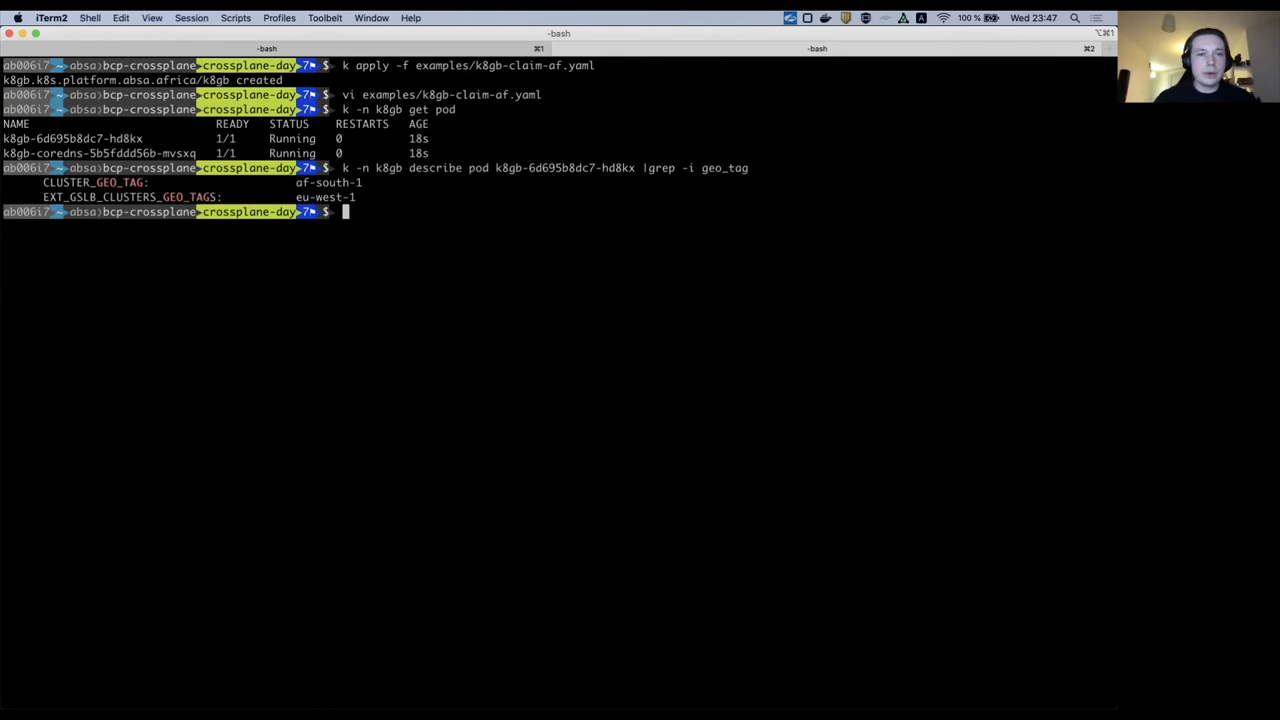 iTerm2 Shell Edit View Session Scripts Profiles Toolbelt Window Help 100 % Wed 23:47
-bash ⌥⌘1
-bash ⌘1 -bash ⌘2
ab006i7 ~ absa bcp-crossplane crossplane-day 7 $ k apply -f examples/k8gb-claim-af.yaml
k8gb.k8s.platform.absa.africa/k8gb created
ab006i7 ~ absa bcp-crossplane crossplane-day 7 $ vi examples/k8gb-claim-af.yaml
ab006i7 ~ absa bcp-crossplane crossplane-day 7 $ k -n k8gb get pod
NAME READY STATUS RESTARTS AGE
k8gb-6d695b8dc7-hd8kx 1/1 Running 0 18s
k8gb-coredns-5b5fddd56b-mvsxq 1/1 Running 0 18s
ab006i7 ~ absa bcp-crossplane crossplane-day 7 $ k -n k8gb describe pod k8gb-6d695b8dc7-hd8kx |grep -i geo_tag
CLUSTER_GEO_TAG: af-south-1
EXT_GSLB_CLUSTERS_GEO_TAGS: eu-west-1
ab006i7 ~ absa bcp-crossplane crossplane-day 7 $